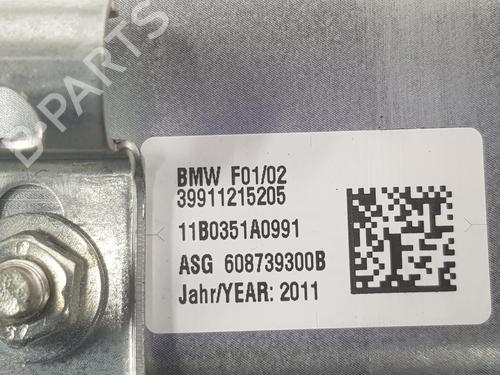 B PARTS
BMW F01/02
39911215205
11B0351A0991
ASG 608739300B
Jahr/YEAR: 2011